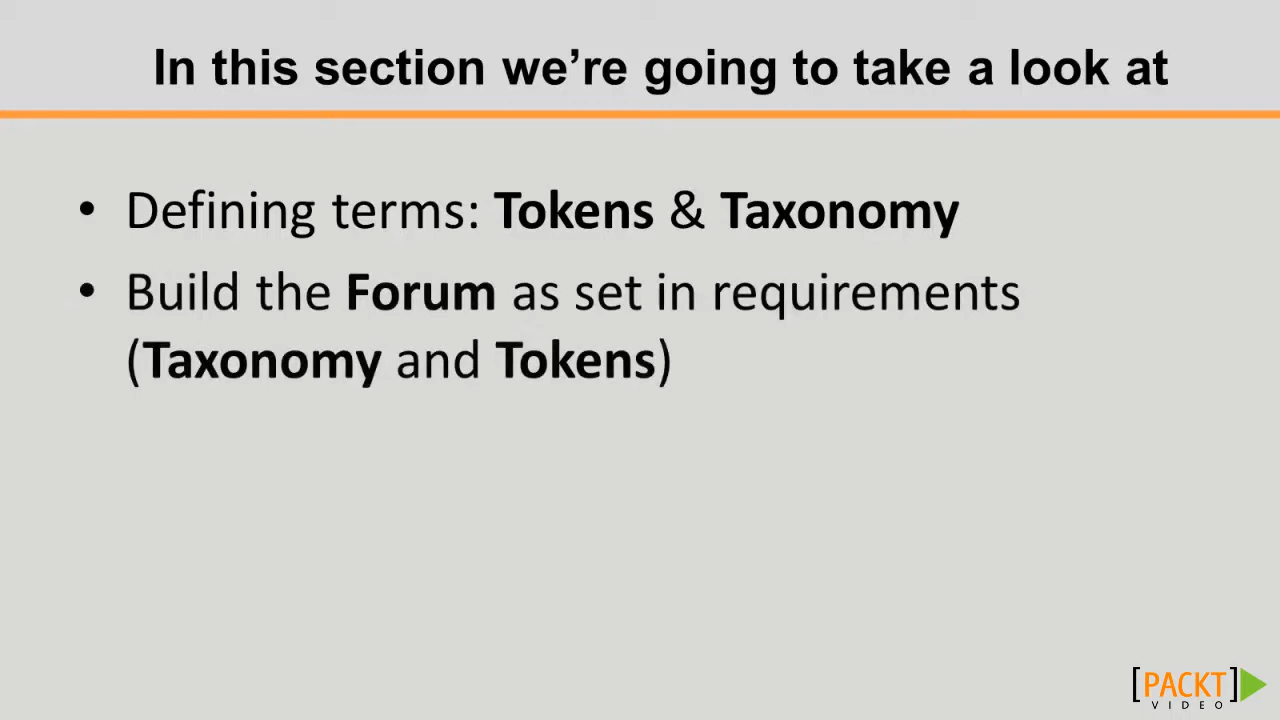 In this section we’re going to take a look at
• Defining terms: Tokens & Taxonomy
• Build the Forum as set in requirements
(Taxonomy and Tokens)
[PACKT]
VIDEO